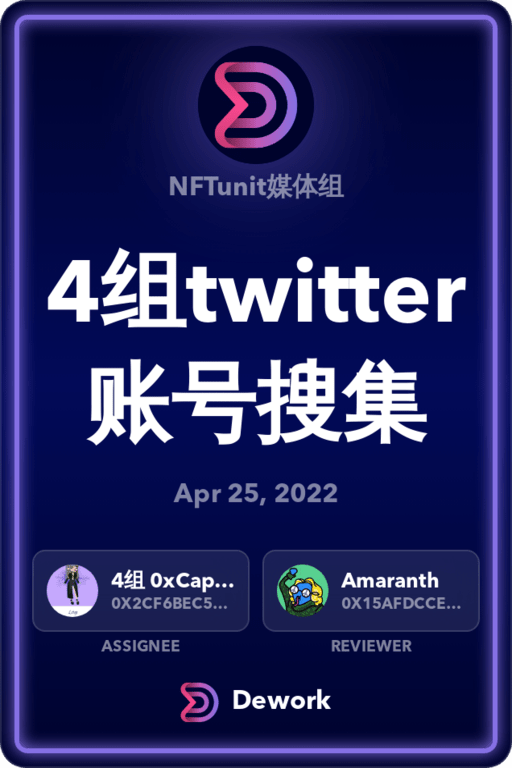 NFTunit媒体组
4组twitter
账号搜集
Apr 25, 2022
4组 0xCap...
0X2CF6BEC5...
Amaranth
0X15AFDCCE...
ASSIGNEE
REVIEWER
Dework